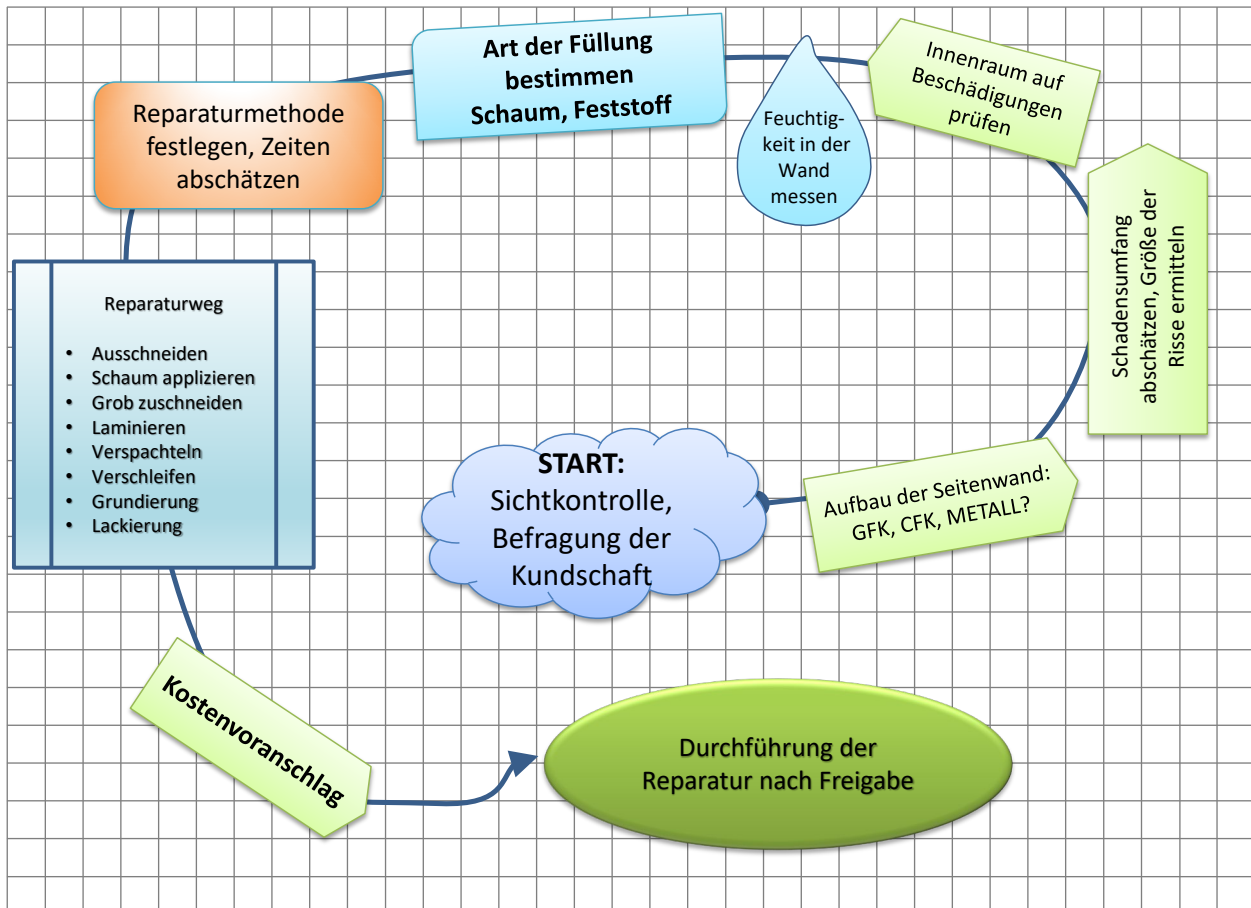 START:
Sichtkontrolle,
Befragung der
Kundschaft
Aufbau der Seitenwand:
GFK, CFK, METALL?
Schadensumfang
abschätzen, Größe der
Risse ermitteln
Innenraum auf
Beschädigungen
prüfen
Feuchtig-
keit in der
Wand
messen
Art der Füllung
bestimmen
Schaum, Feststoff
Reparaturmethode
festlegen, Zeiten
abschätzen
Reparaturweg
• Ausschneiden
• Schaum applizieren
• Grob zuschneiden
• Laminieren
• Verspachteln
• Verschleifen
• Grundierung
• Lackierung
Kostenvoranschlag
Durchführung der
Reparatur nach Freigabe